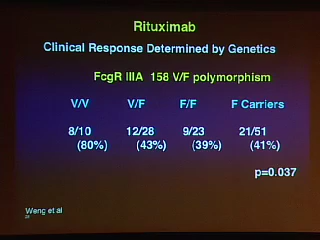 Rituximab
Clinical Response Determined by Genetics
FcgR IIIA 158 V/F polymorphism
V/V V/F F/F F Carriers
8/10 12/28 9/23 21/51
(80%) (43%) (39%) (41%)
p=0.037
Weng et al